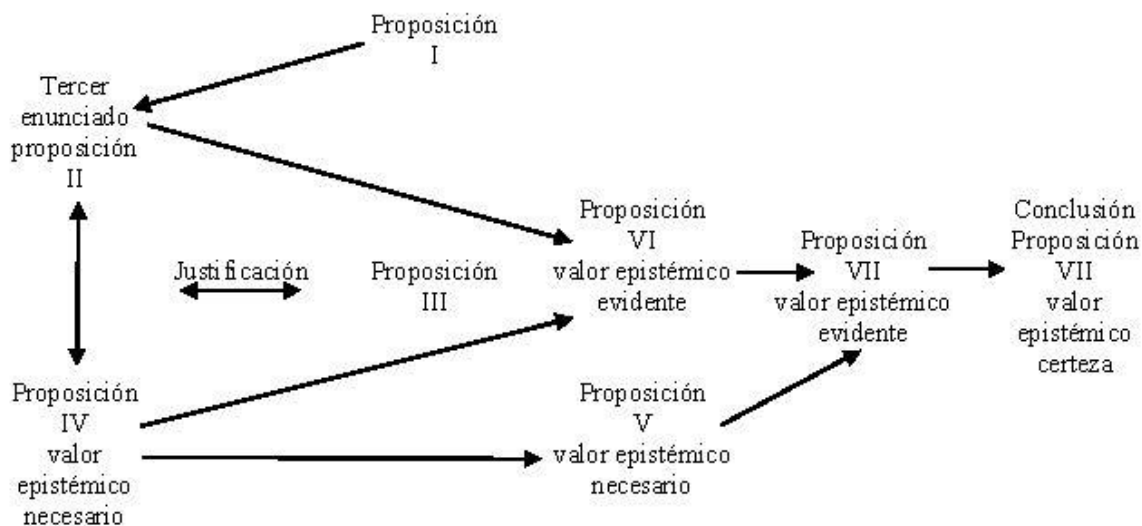 Proposición
I
Tercer
enunciado
proposición
II
Justificación
Proposición
III
Proposición
IV
valor
epistémico
necesario
Proposición
VI
valor epistémico
evidente
Proposición
V
valor epistémico
necesario
Proposición
VII
valor epistémico
evidente
Conclusión
Proposición
VII
valor
epistémico
certeza